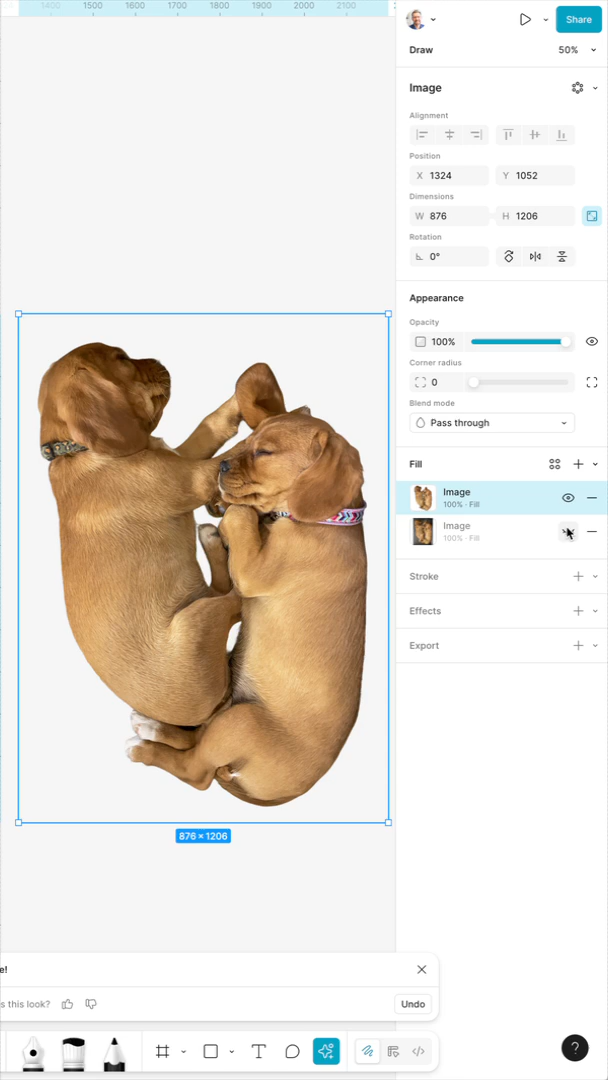 1400 1500 1600 1700 1800 1900 2000 2100
Share
Draw 50%
Image
Alignment
Position
X 1324 Y 1052
Dimensions
W 876 H 1206
Rotation
0°
Appearance
Opacity
100%
Corner radius
0
Blend mode
Pass through
Fill
Image
100% · Fill
Image
100% · Fill
Stroke
Effects
Export
876 × 1206
e!
s this look? Undo
T
?